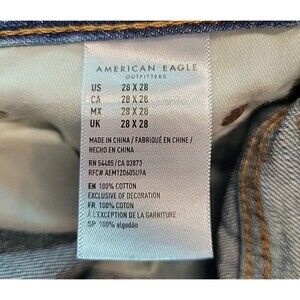 AMERICAN EAGLE
OUTFITTERS
US 28 X 28
CA 28 X 28
MX 28 X 28
UK 28 X 28
MADE IN CHINA / FABRIQUÉ EN CHINE /
HECHO EN CHINA
RN 54485/CA 03873
RFC# AEM120605U9A
EN 100% COTTON
EXCLUSIVE OF DECORATION
FR 100% COTON
À L'EXCEPTION DE LA GARNITURE
SP 100% algodón